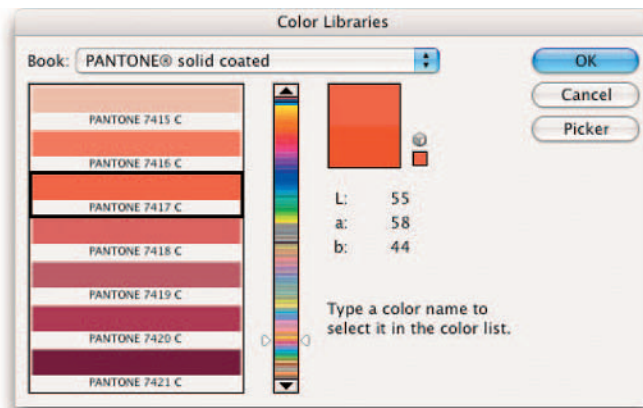 Color Libraries
Book: PANTONE® solid coated
OK
Cancel
Picker
PANTONE 7415 C
PANTONE 7416 C
PANTONE 7417 C
PANTONE 7418 C
PANTONE 7419 C
PANTONE 7420 C
PANTONE 7421 C
L: 55
a: 58
b: 44
Type a color name to
select it in the color list.